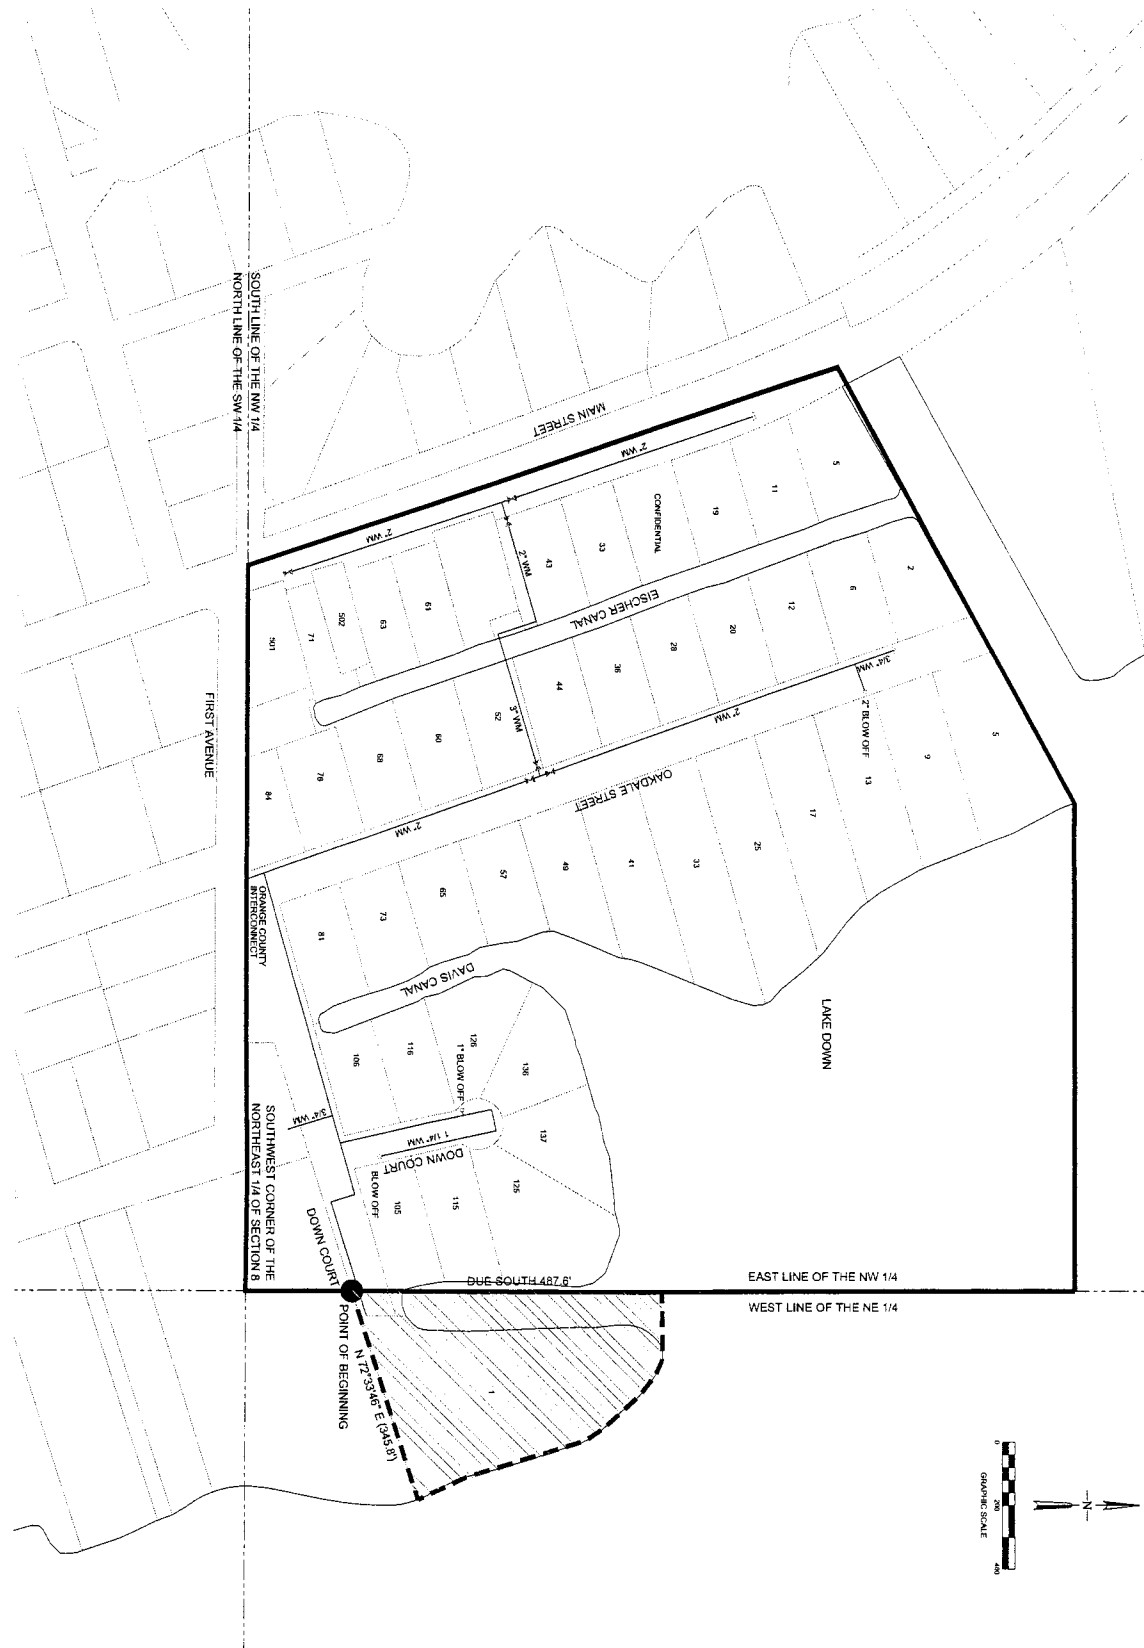 SOUTH LINE OF THE NW 1/4
NORTH LINE OF THE SW 1/4
MAIN STREET
2" WM
2" WM
2" WM
5
11
19
CONFIDENTIAL
33
43
61
63
502
71
501
EISCHER CANAL
2
6
12
20
28
36
44
52
60
68
78
84
3" WM
3/4" WM
2" WM
2" BLOW OFF
2" WM
OAKDALE STREET
FIRST AVENUE
5
9
13
17
25
33
41
49
57
65
73
81
ORANGE COUNTY
INTERCONNECT
DAVIS CANAL
LAKE DOWN
106
116
126
136
137
125
115
105
1" BLOW OFF
3/4" WM
1 1/4" WM
DOWN COURT
BLOW OFF
SOUTHWEST CORNER OF THE
NORTHEAST 1/4 OF SECTION 8
DOWN COURT
DUE SOUTH 487.6'
EAST LINE OF THE NW 1/4
WEST LINE OF THE NE 1/4
POINT OF BEGINNING
N 72°33'46" E (345.8')
1
0
200
400
GRAPHIC SCALE
-N-